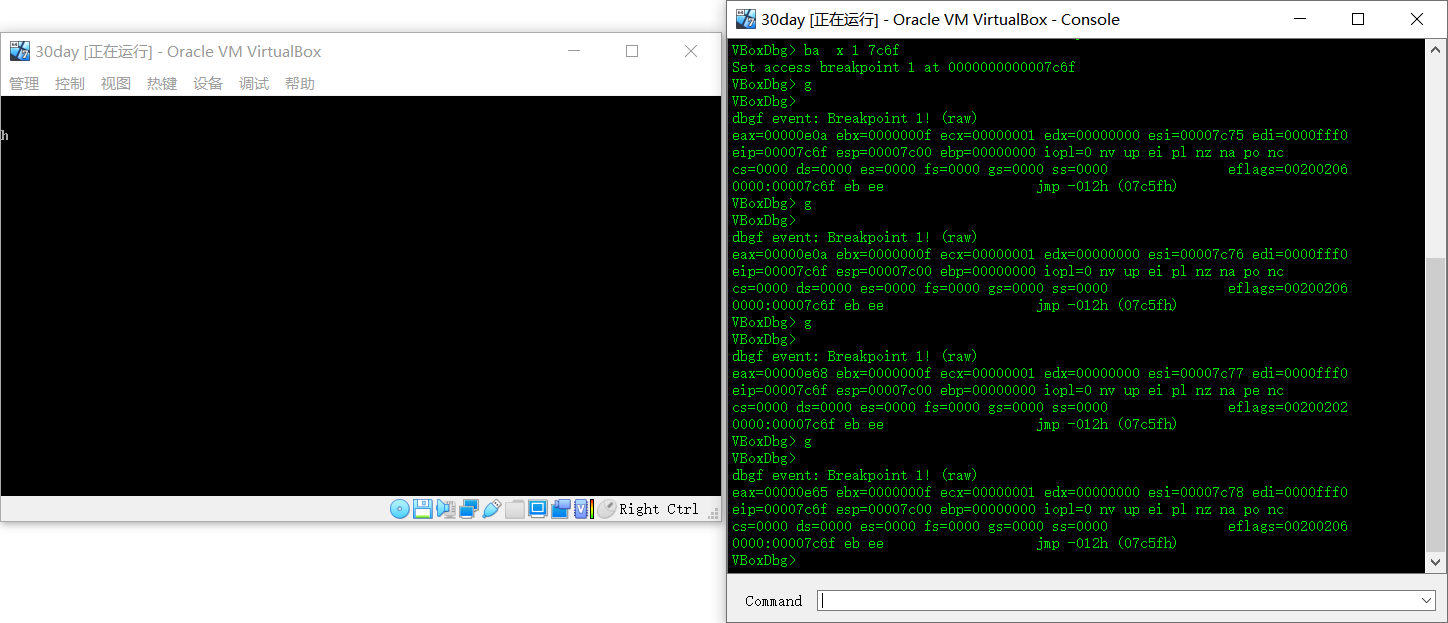 30day [正在运行] - Oracle VM VirtualBox
管理 控制 视图 热键 设备 调试 帮助
h
Right Ctrl
30day [正在运行] - Oracle VM VirtualBox - Console
VBoxDbg> ba  x 1 7c6f
Set access breakpoint 1 at 0000000000007c6f
VBoxDbg> g
VBoxDbg>
dbgf event: Breakpoint 1! (raw)
eax=00000e0a ebx=0000000f ecx=00000001 edx=00000000 esi=00007c75 edi=0000fff0
eip=00007c6f esp=00007c00 ebp=00000000 iopl=0 nv up ei pl nz na po nc
cs=0000 ds=0000 es=0000 fs=0000 gs=0000 ss=0000               eflags=00200206
0000:00007c6f eb ee                   jmp -012h (07c5fh)
VBoxDbg> g
VBoxDbg>
dbgf event: Breakpoint 1! (raw)
eax=00000e0a ebx=0000000f ecx=00000001 edx=00000000 esi=00007c76 edi=0000fff0
eip=00007c6f esp=00007c00 ebp=00000000 iopl=0 nv up ei pl nz na po nc
cs=0000 ds=0000 es=0000 fs=0000 gs=0000 ss=0000               eflags=00200206
0000:00007c6f eb ee                   jmp -012h (07c5fh)
VBoxDbg> g
VBoxDbg>
dbgf event: Breakpoint 1! (raw)
eax=00000e68 ebx=0000000f ecx=00000001 edx=00000000 esi=00007c77 edi=0000fff0
eip=00007c6f esp=00007c00 ebp=00000000 iopl=0 nv up ei pl nz na pe nc
cs=0000 ds=0000 es=0000 fs=0000 gs=0000 ss=0000               eflags=00200202
0000:00007c6f eb ee                   jmp -012h (07c5fh)
VBoxDbg> g
VBoxDbg>
dbgf event: Breakpoint 1! (raw)
eax=00000e65 ebx=0000000f ecx=00000001 edx=00000000 esi=00007c78 edi=0000fff0
eip=00007c6f esp=00007c00 ebp=00000000 iopl=0 nv up ei pl nz na po nc
cs=0000 ds=0000 es=0000 fs=0000 gs=0000 ss=0000               eflags=00200206
0000:00007c6f eb ee                   jmp -012h (07c5fh)
VBoxDbg>
Command